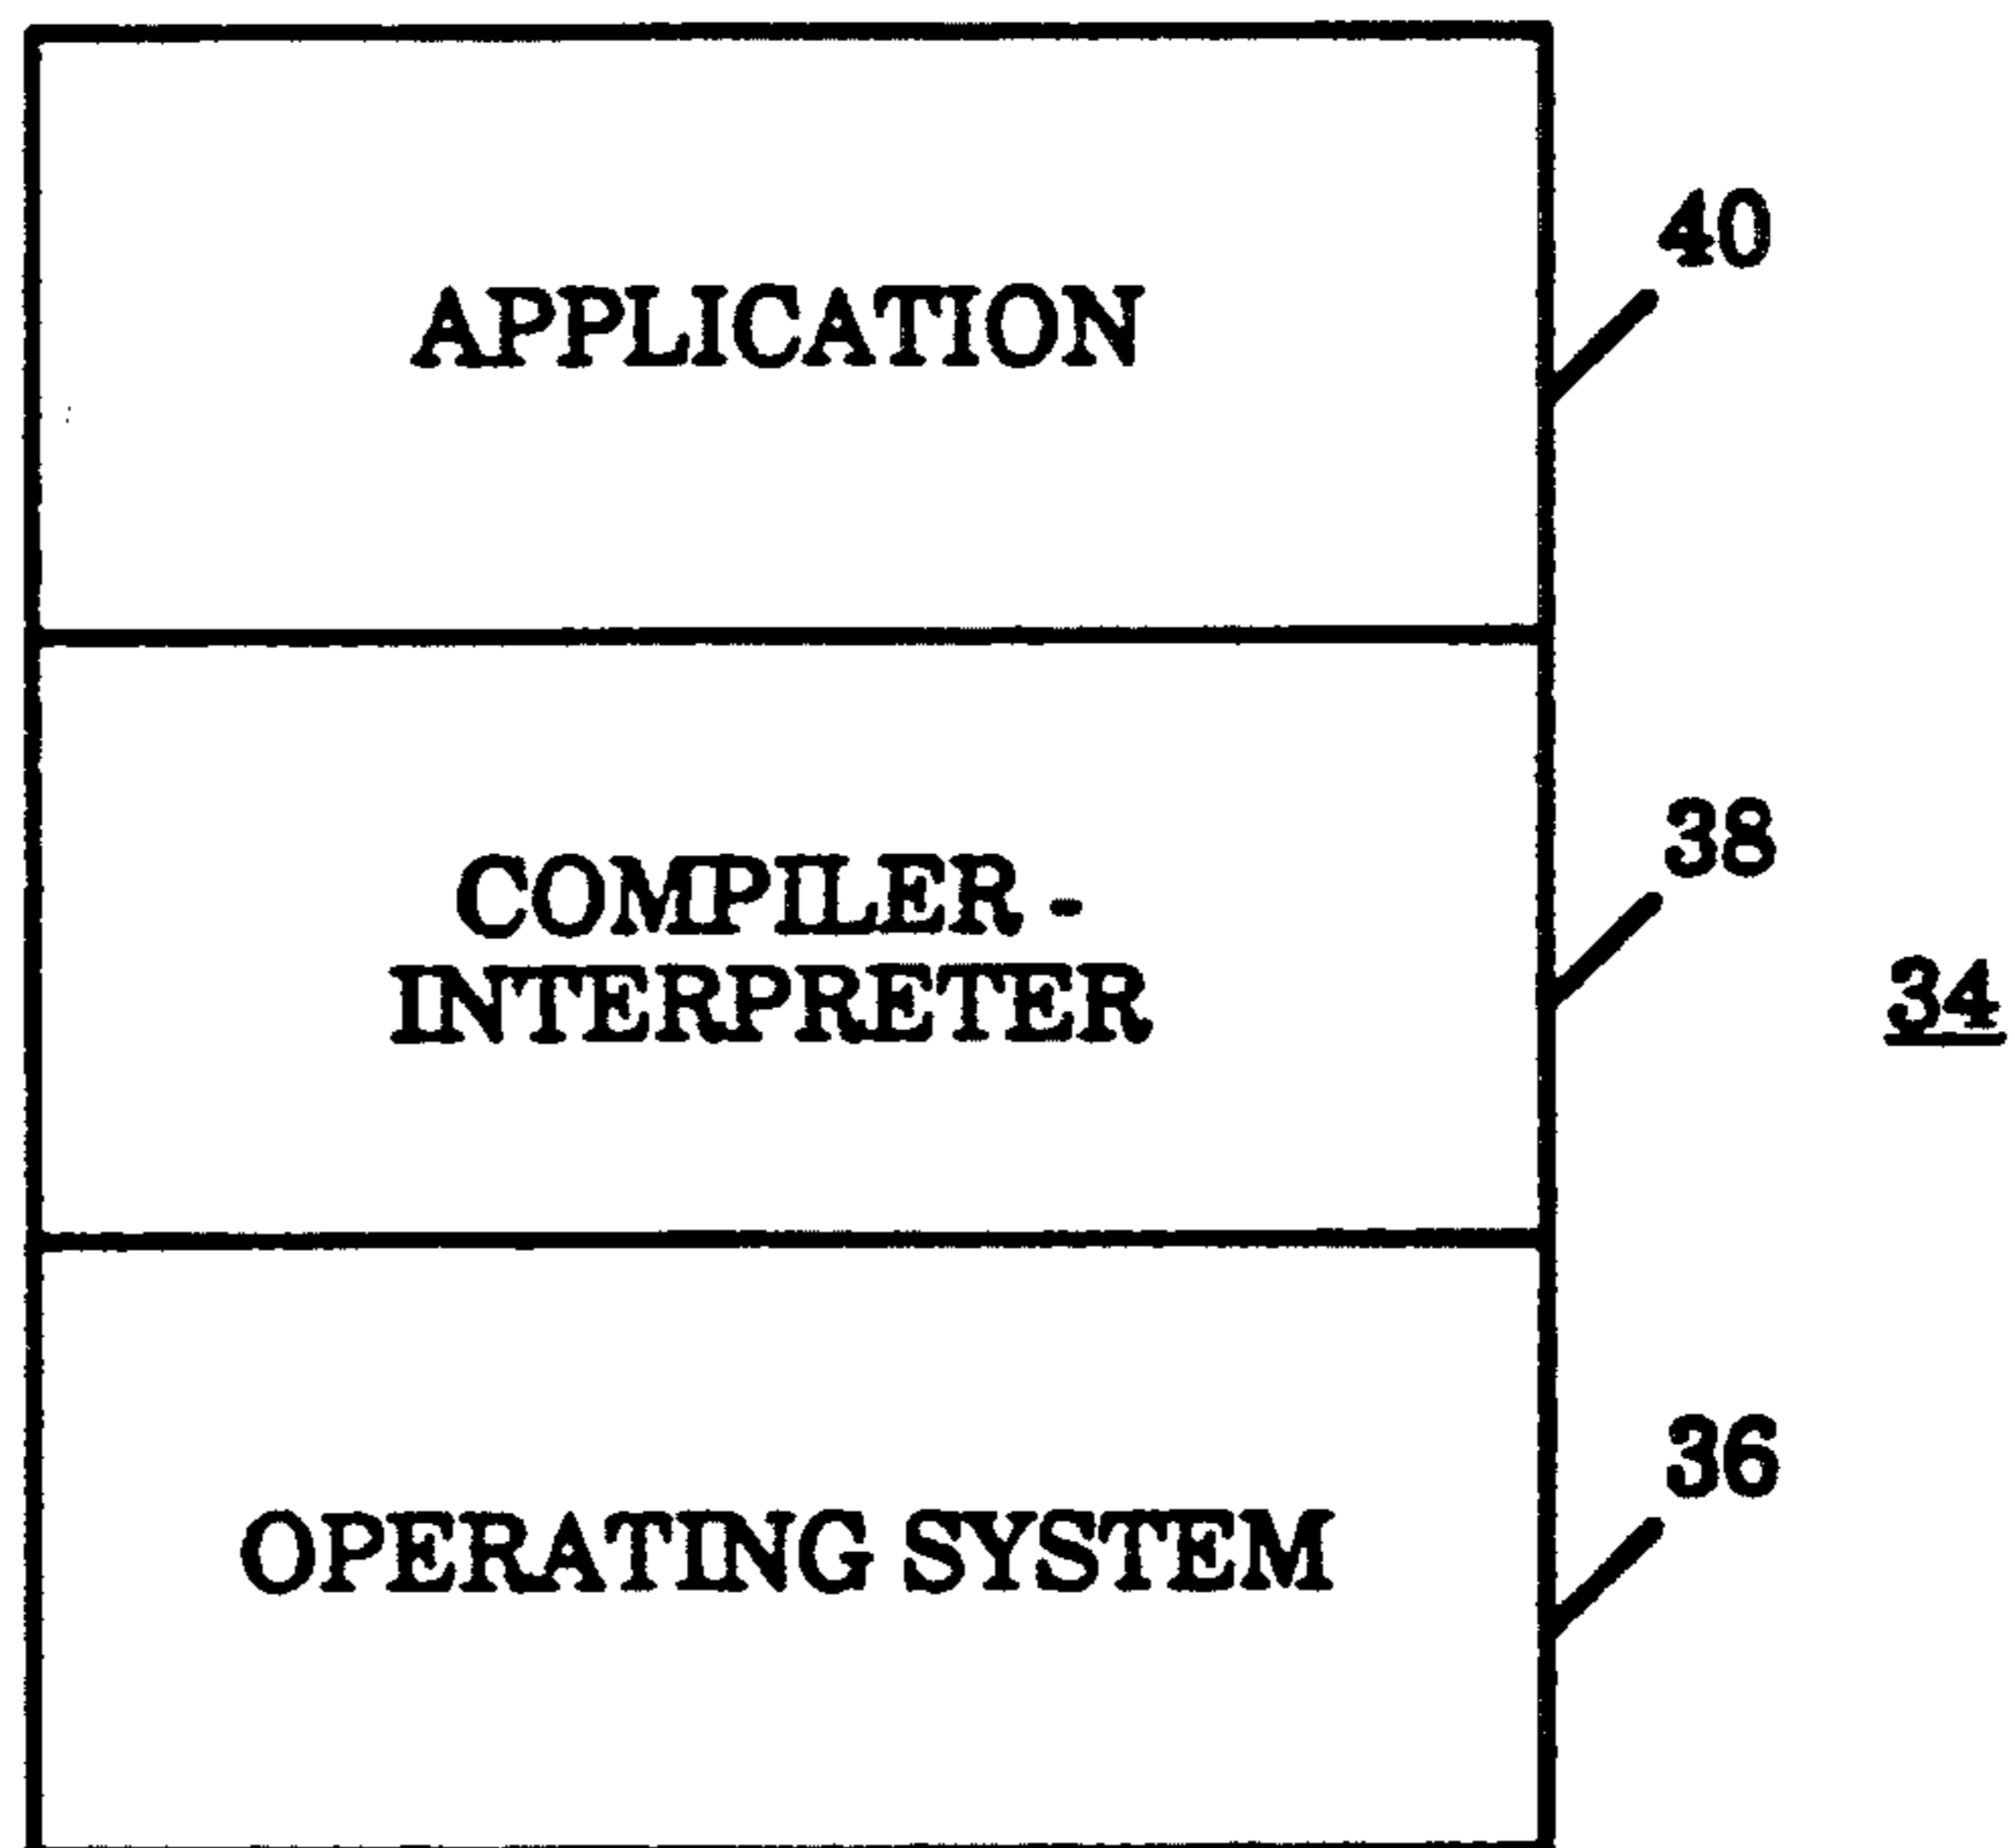 40
APPLICATION
38
COMPILER -
INTERPRETER
34
36
OPERATING SYSTEM